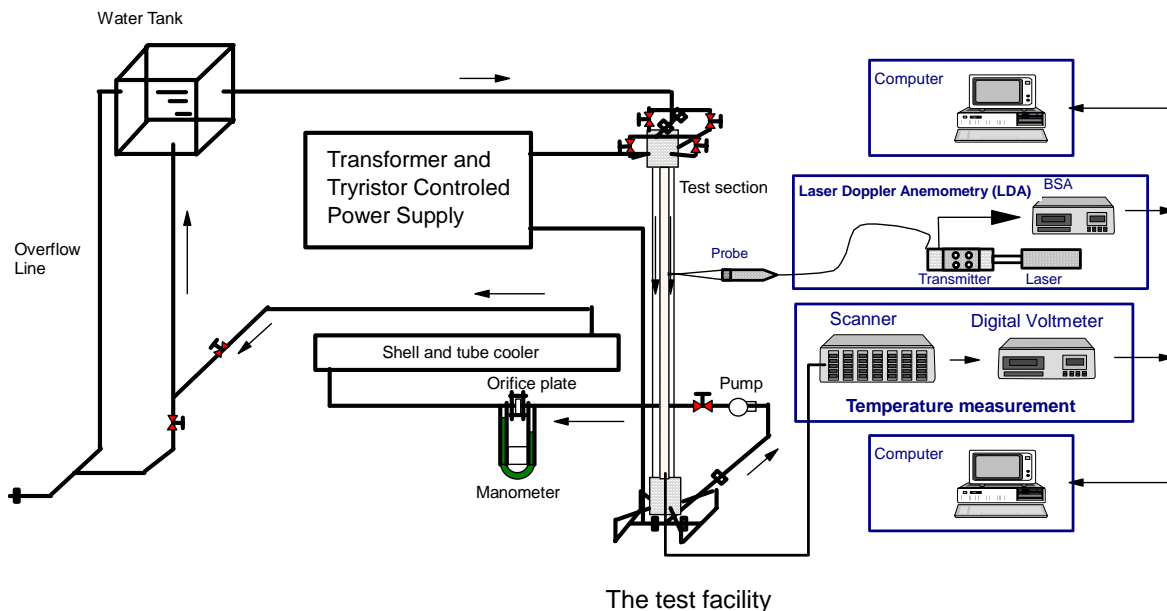 Water Tank
Computer
Transformer and
Tryristor Controled
Power Supply
Test section
Laser Doppler Anemometry (LDA)
BSA
Overflow
Line
Probe
Transmitter
Laser
Scanner
Digital Voltmeter
Shell and tube cooler
Orifice plate
Pump
Temperature measurement
Computer
Manometer
The test facility